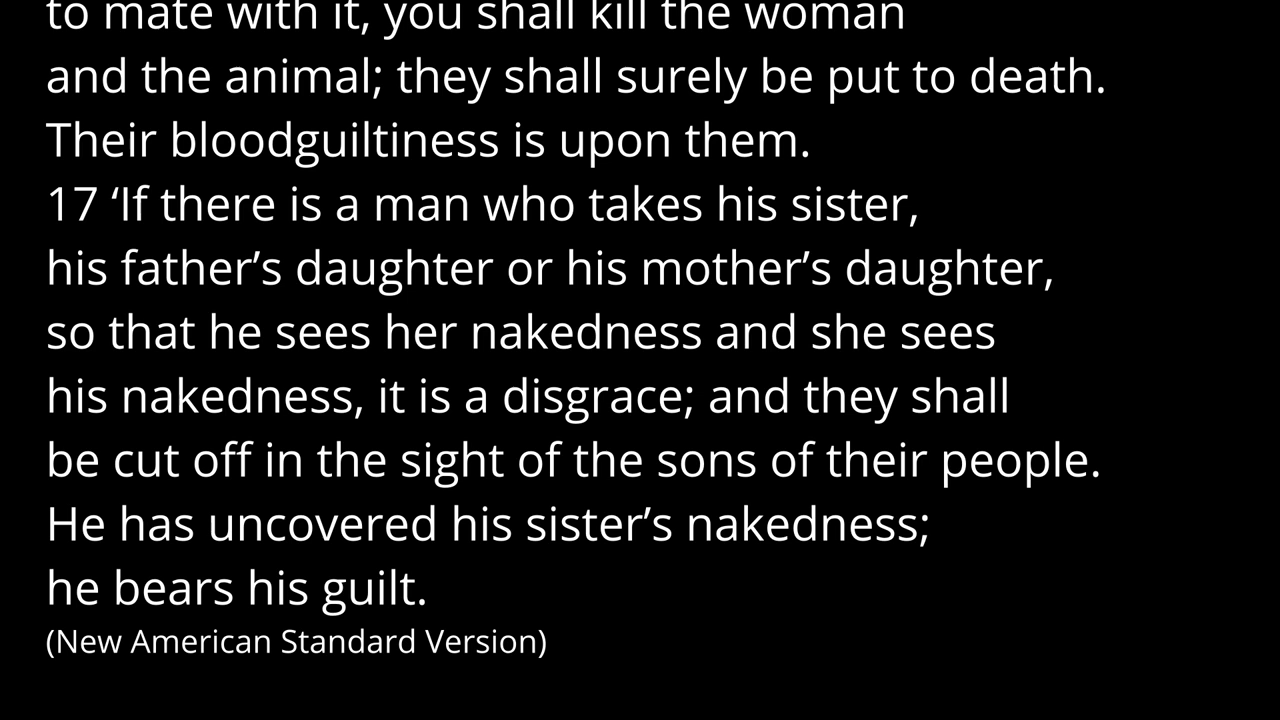 to mate with it, you shall kill the woman
and the animal; they shall surely be put to death.
Their bloodguiltiness is upon them.
17 ‘If there is a man who takes his sister,
his father’s daughter or his mother’s daughter,
so that he sees her nakedness and she sees
his nakedness, it is a disgrace; and they shall
be cut off in the sight of the sons of their people.
He has uncovered his sister’s nakedness;
he bears his guilt.
(New American Standard Version)